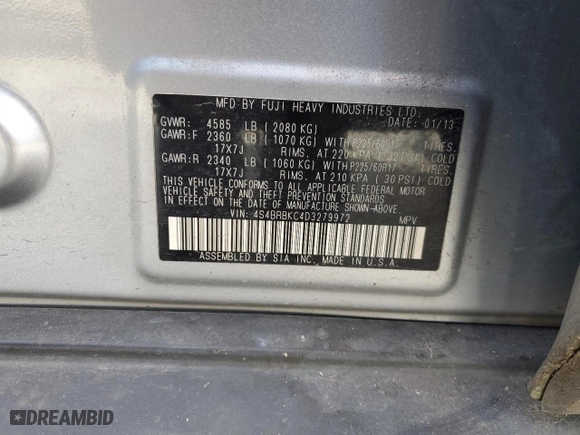 MFD BY FUJI HEAVY INDUSTRIES LTD.
GVWR: 4585 LB (2080 KG) DATE: 01/13
GAWR:F 2360 LB (1070 KG) WITH P225/60R17 TIRES.
17X7J RIMS. AT 220 KPA (32 PSI) COLD
GAWR:R 2340 LB (1060 KG) WITH P225/60R17 TIRES.
17X7J RIMS. AT 210 KPA (30 PSI) COLD
THIS VEHICLE CONFORMS TO ALL APPLICABLE FEDERAL MOTOR
VEHICLE SAFETY AND THEFT PREVENTION STANDARDS
IN EFFECT ON THE DATE OF MANUFACTURE SHOWN ABOVE.
VIN: 4S4BRBKC4D3279972 MPV
ASSEMBLED BY SIA INC. MADE IN U.S.A.
DREAMBID